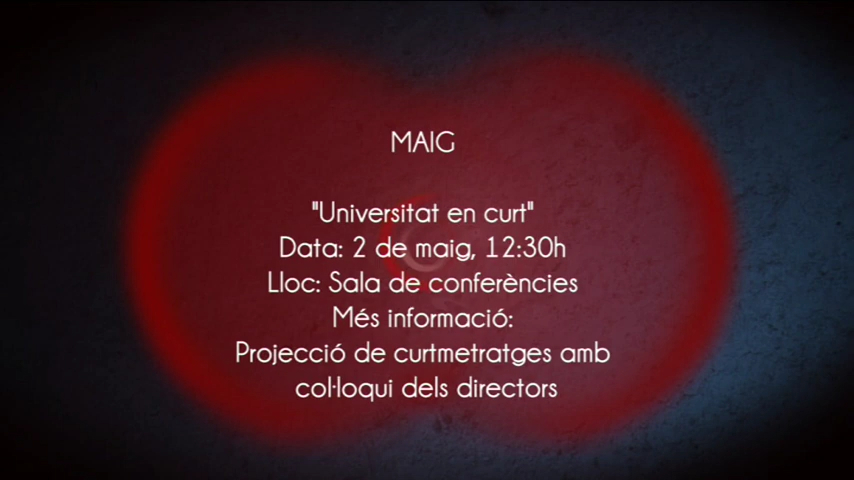 MAIG
"Universitat en curt"
Data: 2 de maig, 12:30h
Lloc: Sala de conferències
Més informació:
Projecció de curtmetratges amb
col·loqui dels directors